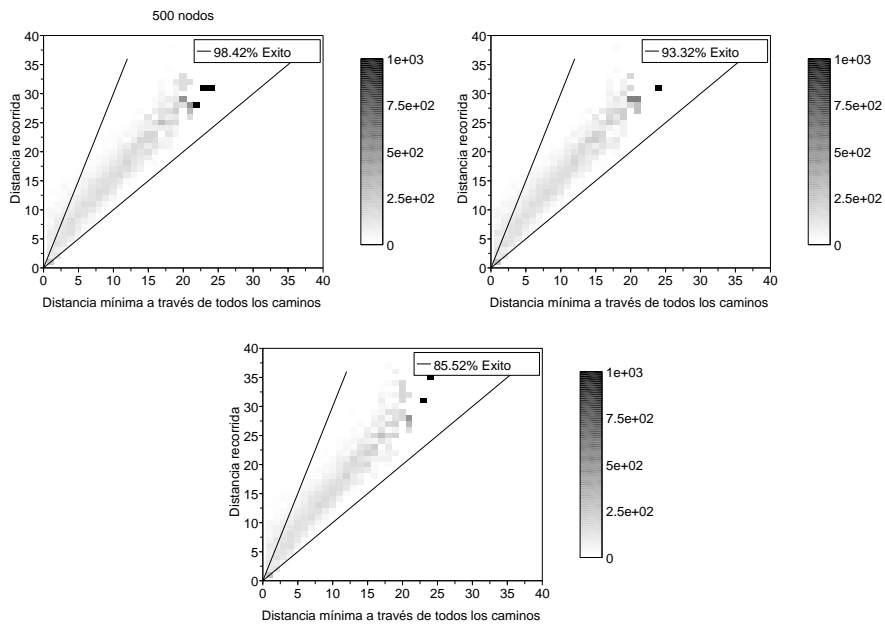 500 nodos
98.42% Exito
40
35
30
25
20
15
10
5
0
Distancia recorrida
0 5 10 15 20 25 30 35 40
Distancia mínima a través de todos los caminos
1e+03
7.5e+02
5e+02
2.5e+02
0
93.32% Exito
40
35
30
25
20
15
10
5
0
Distancia recorrida
0 5 10 15 20 25 30 35 40
Distancia mínima a través de todos los caminos
1e+03
7.5e+02
5e+02
2.5e+02
0
85.52% Exito
40
35
30
25
20
15
10
5
0
Distancia recorrida
0 5 10 15 20 25 30 35 40
Distancia mínima a través de todos los caminos
1e+03
7.5e+02
5e+02
2.5e+02
0